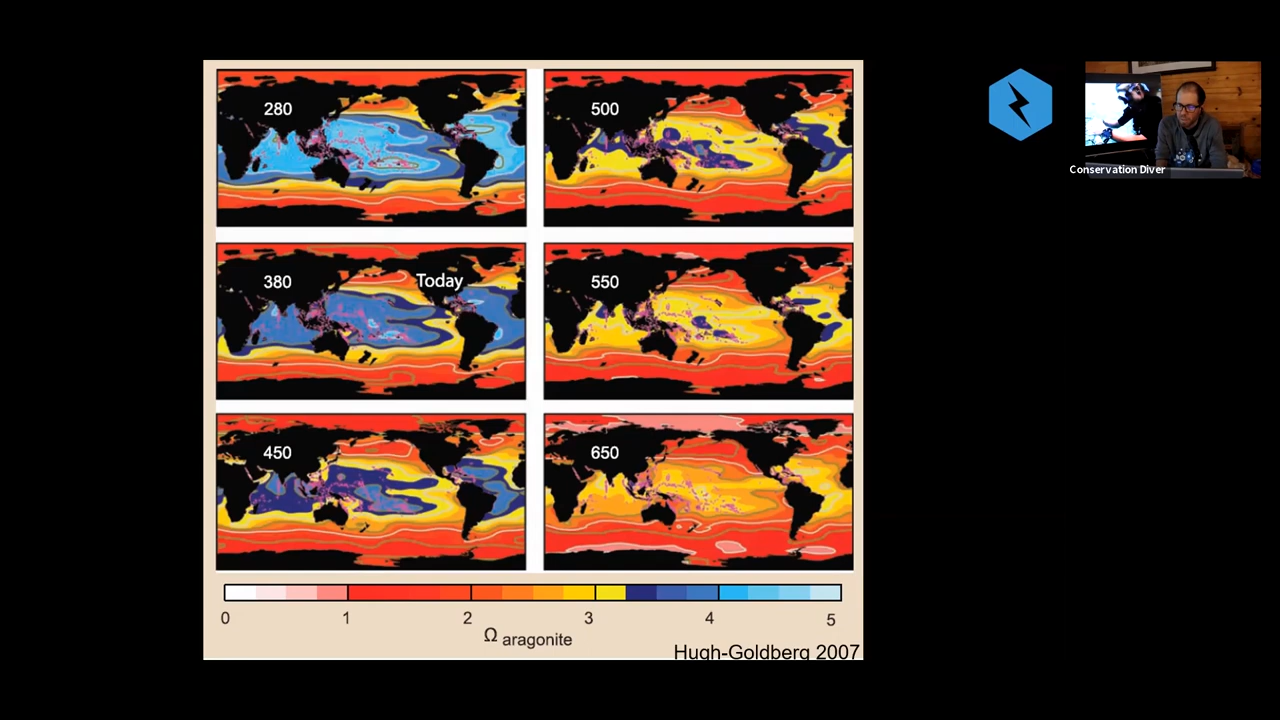 280
500
380
Today
550
450
650
0 1 2 3 4 5
Ω aragonite
Hugh-Goldberg 2007
Conservation Diver